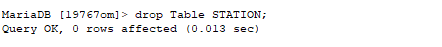 MariaDB [19767om]> drop Table STATION;
Query OK, 0 rows affected (0.013 sec)